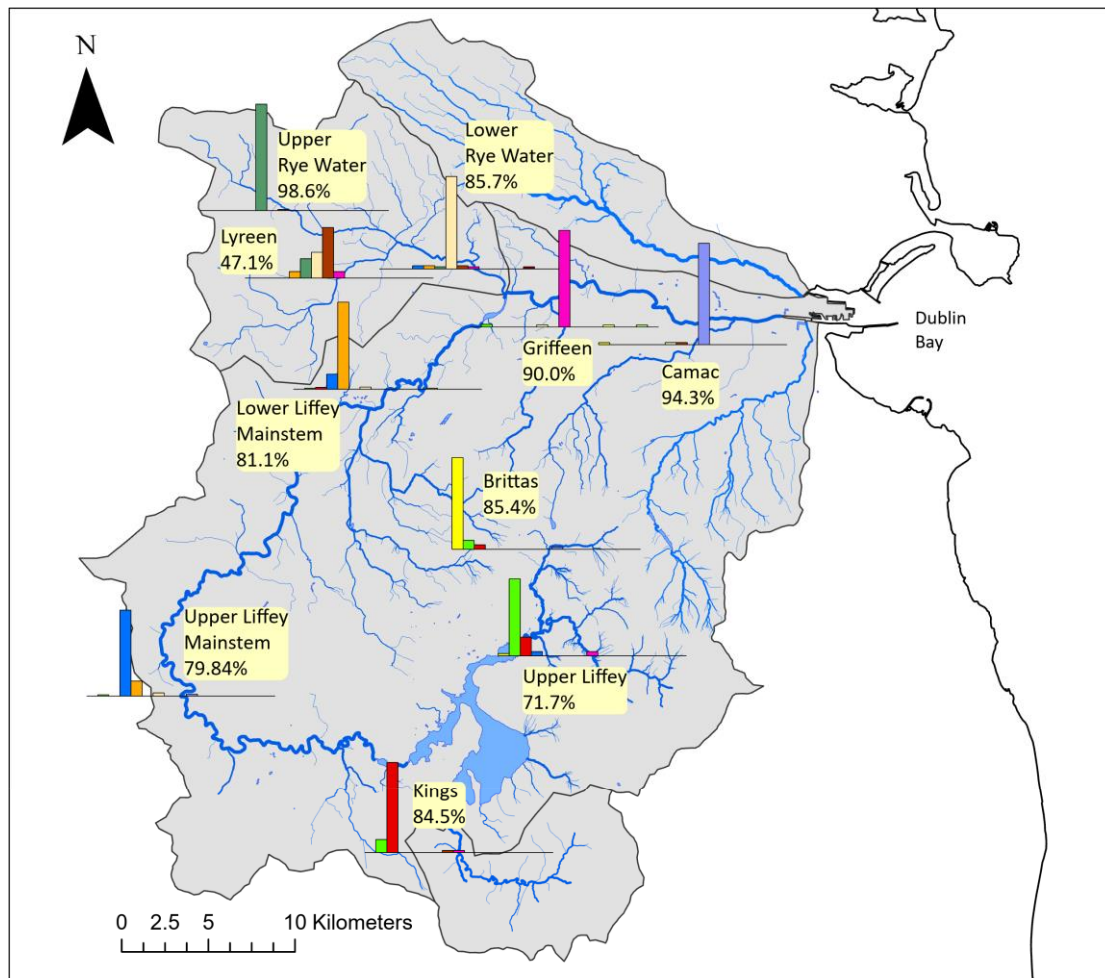 N
Upper
Rye Water
98.6%
Lower
Rye Water
85.7%
Lyreen
47.1%
Griffeen
90.0%
Camac
94.3%
Dublin
Bay
Lower Liffey
Mainstem
81.1%
Brittas
85.4%
Upper Liffey
Mainstem
79.84%
Upper Liffey
71.7%
Kings
84.5%
0 2.5 5 10 Kilometers